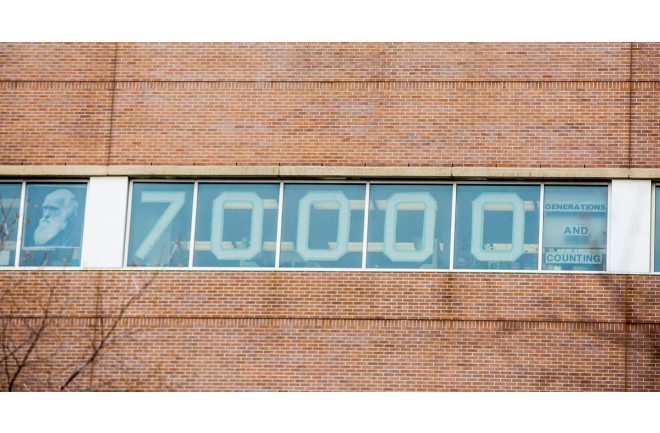 70000
GENERATIONS
AND
COUNTING